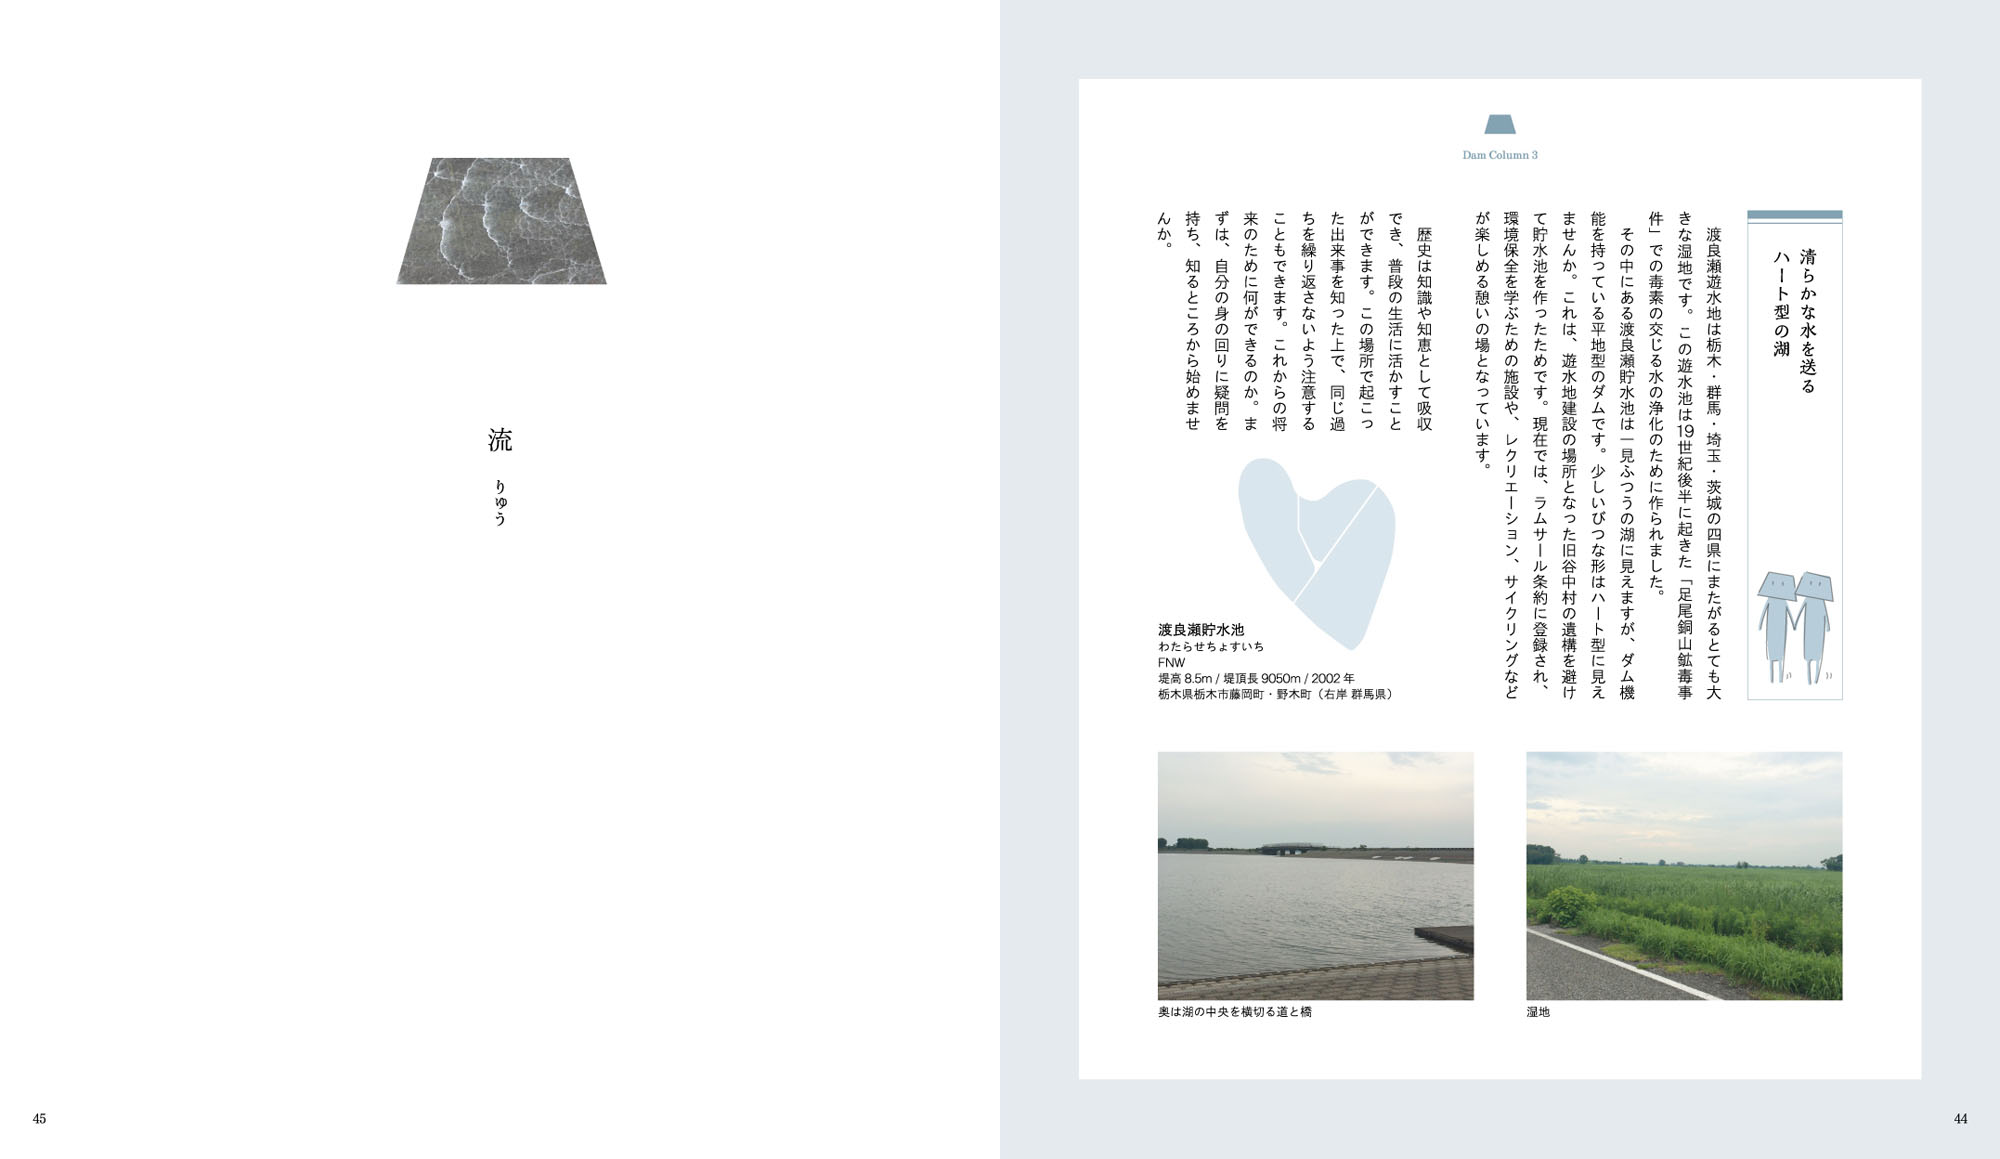 Dam Column 3
清らかな水を送る
ハート型の湖
渡良瀬遊水地は栃木・群馬・埼玉・茨城の四県にまたがるとても大
きな湿地です。この遊水池は19世紀後半に起きた「足尾銅山鉱毒事
件」での毒素の交じる水の浄化のために作られました。
その中にある渡良瀬貯水池は一見ふつうの湖に見えますが、ダム機
能を持っている平地型のダムです。少しいびつな形はハート型に見え
ませんか。これは、遊水地建設の場所となった旧谷中村の遺構を避け
て貯水池を作ったためです。現在では、ラムサール条約に登録され、
環境保全を学ぶための施設や、レクリエーション、サイクリングなど
が楽しめる憩いの場となっています。
歴史は知識や知恵として吸収
でき、普段の生活に活かすこと
ができます。この場所で起こっ
た出来事を知った上で、同じ過
ちを繰り返さないよう注意する
こともできます。これからの将
来のために何ができるのか。ま
ずは、自分の身の回りに疑問を
持ち、知るところから始めませ
んか。
渡良瀬貯水池
わたらせちょすいち
FNW
堤高 8.5m / 堤頂長 9050m / 2002 年
栃木県栃木市藤岡町・野木町（右岸 群馬県）
湿地
奥は湖の中央を横切る道と橋
44
流 りゅう
45